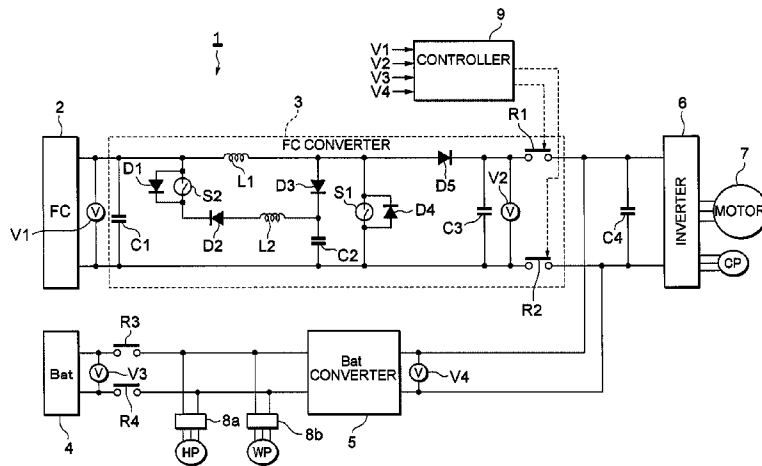 1
9
V1
V2
V3
V4
CONTROLLER
2
3
FC CONVERTER
R1
6
7
FC
V1
C1
D1
S2
L1
D2
L2
D3
C2
S1
D4
D5
C3
V2
V
V
R2
C4
INVERTER
MOTOR
CP
R3
Bat
V
V3
R4
4
8a
HP
8b
WP
Bat
CONVERTER
5
V
V4